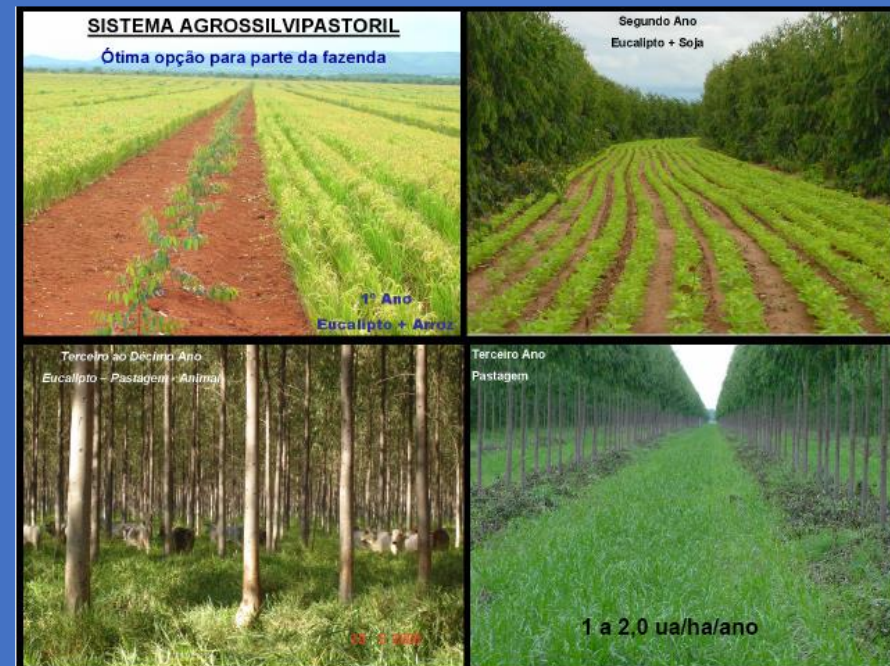 SISTEMA AGROSSILVIPASTORIL
Ótima opção para parte da fazenda
1º Ano
Eucalipto + Arroz
Segundo Ano
Eucalipto + Soja
Terceiro ao Décimo Ano
Eucalipto – Pastagem - Animal
Terceiro Ano
Pastagem
1 a 2,0 ua/ha/ano